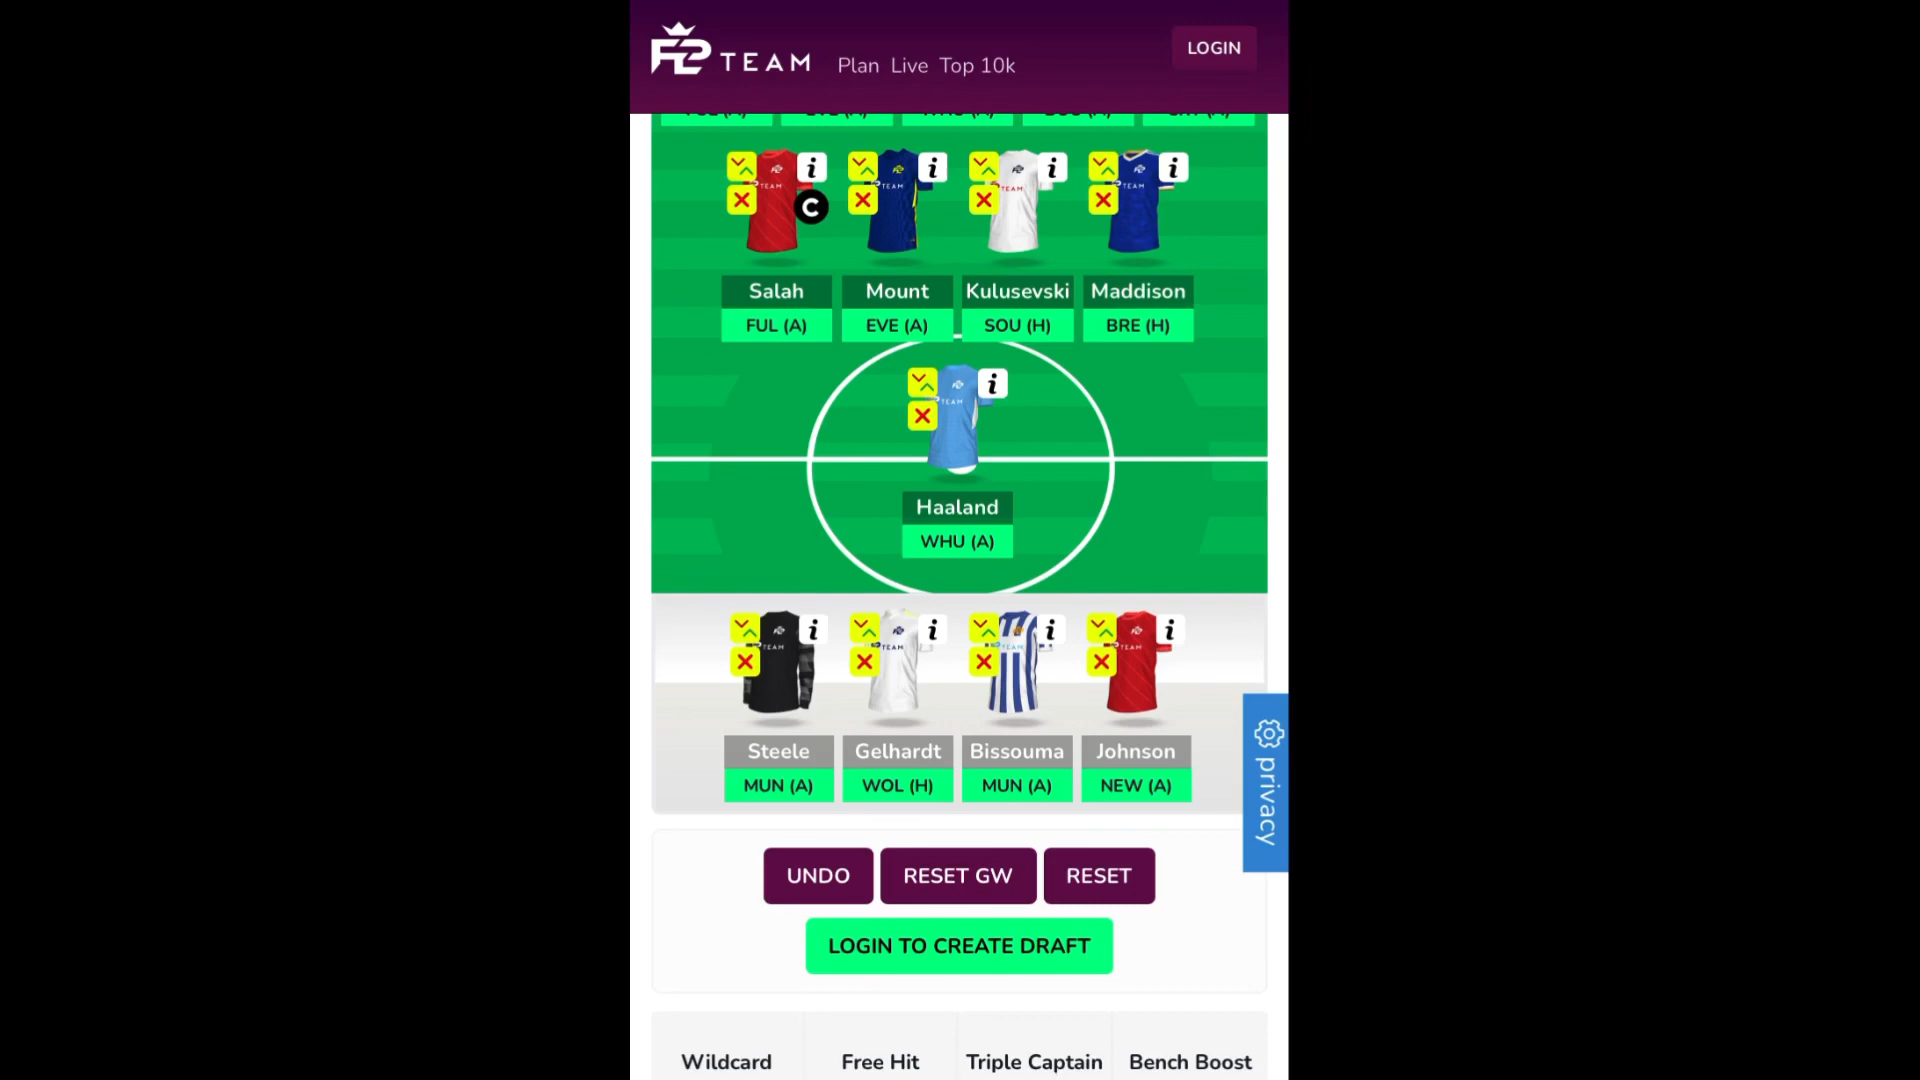 TEAM Plan Live Top 10k LOGIN
C
Salah Mount Kulusevski Maddison
FUL (A) EVE (A) SOU (H) BRE (H)
Haaland
WHU (A)
Steele Gelhardt Bissouma Johnson
MUN (A) WOL (H) MUN (A) NEW (A)
privacy
UNDO RESET GW RESET
LOGIN TO CREATE DRAFT
Wildcard Free Hit Triple Captain Bench Boost